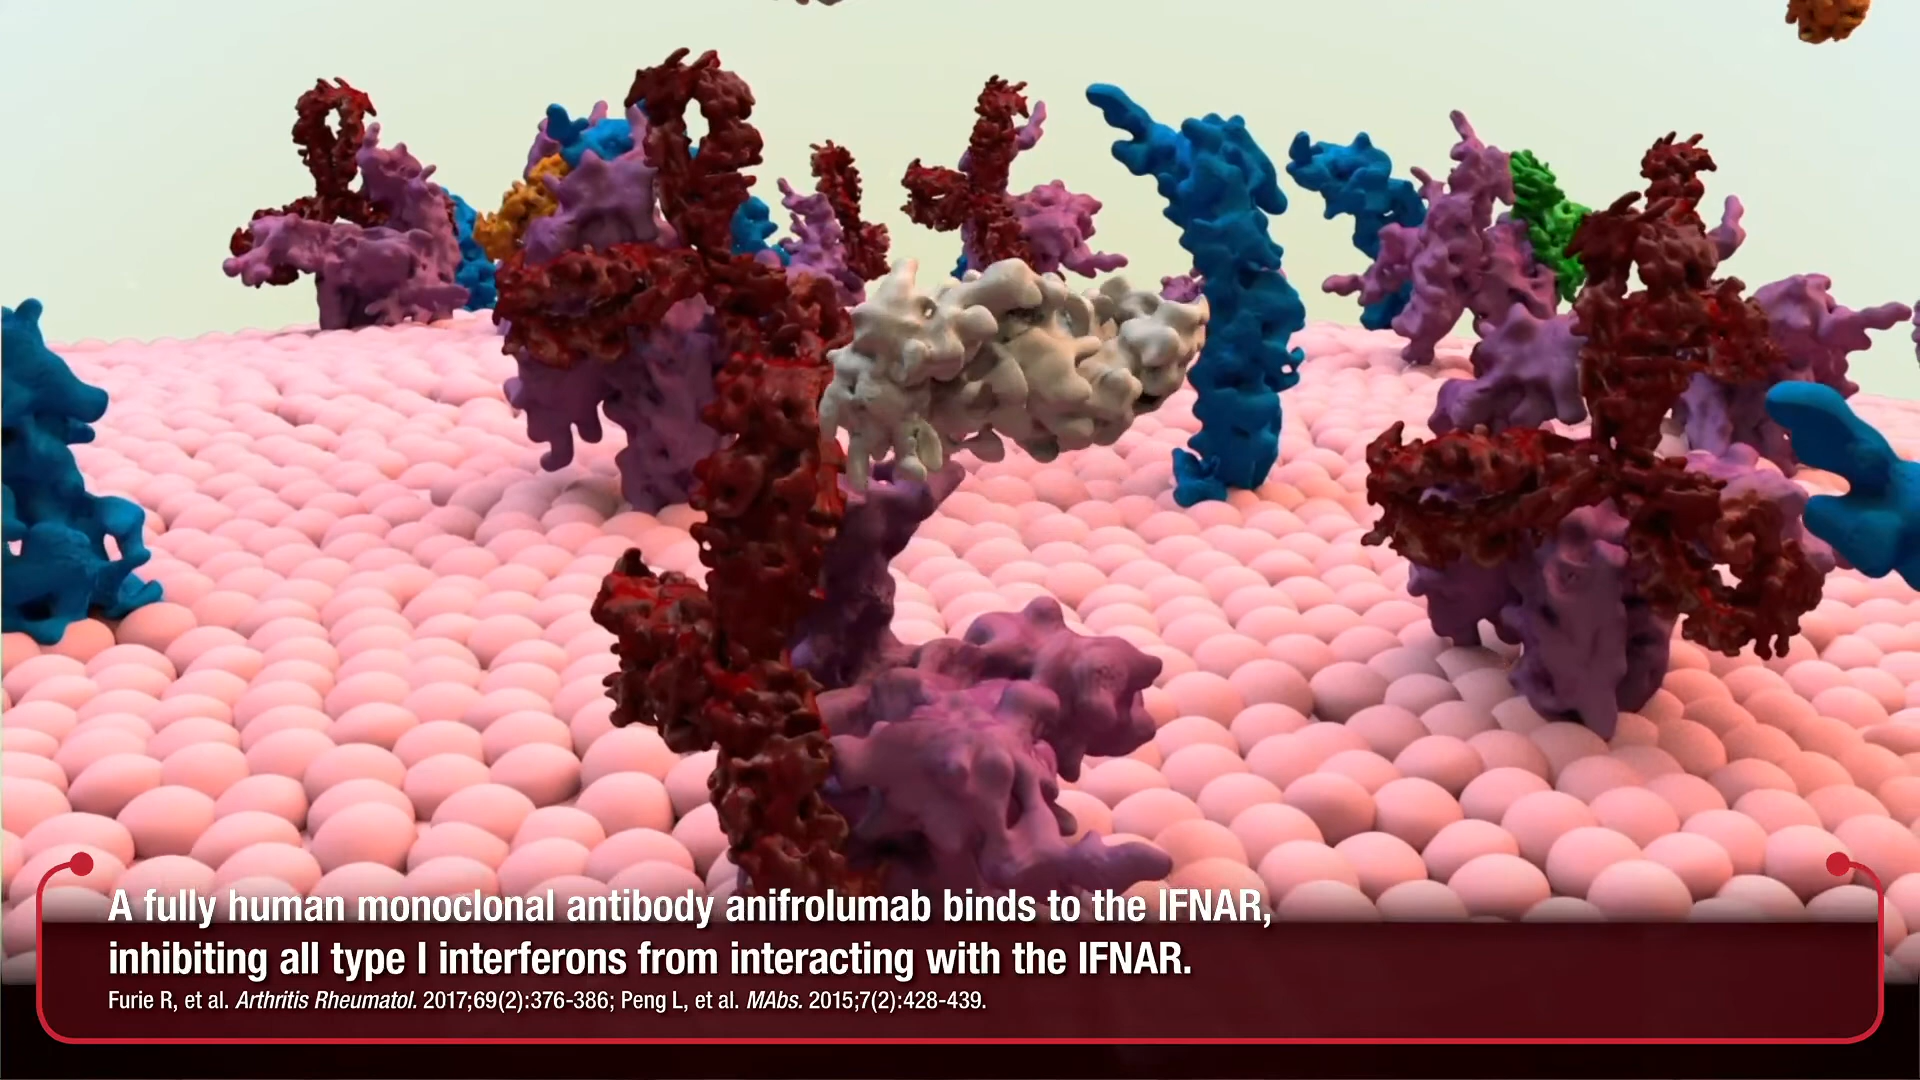 A fully human monoclonal antibody anifrolumab binds to the IFNAR,
inhibiting all type I interferons from interacting with the IFNAR.
Furie R, et al. Arthritis Rheumatol. 2017;69(2):376-386; Peng L, et al. MAbs. 2015;7(2):428-439.